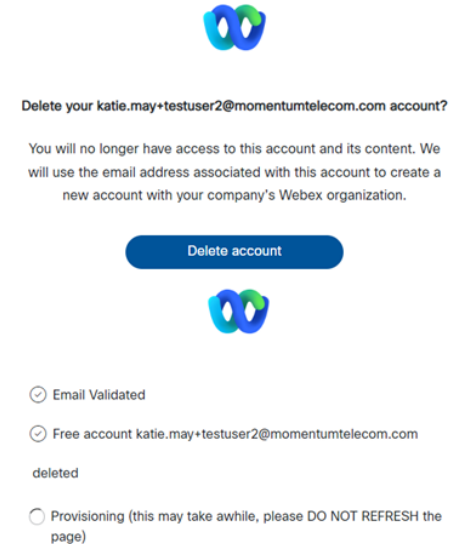 Delete your katie.may+testuser2@momentumtelecom.com account?
You will no longer have access to this account and its content. We
will use the email address associated with this account to create a
new account with your company's Webex organization.
Delete account
Email Validated
Free account katie.may+testuser2@momentumtelecom.com
deleted
Provisioning (this may take awhile, please DO NOT REFRESH the
page)